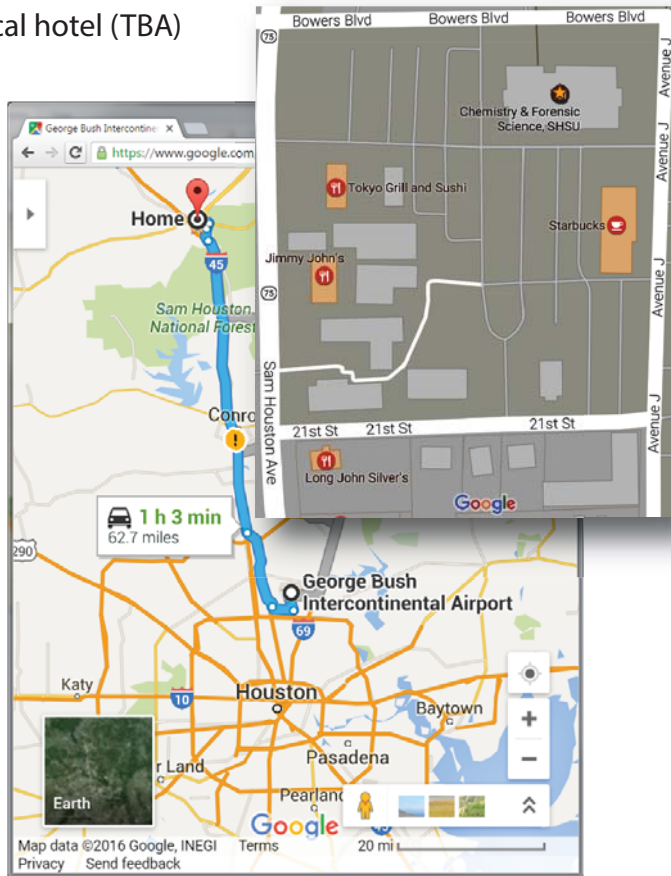 cal hotel (TBA)
Bowers Blvd
Bowers Blvd
Bowers Blvd
75
Avenue J
Chemistry & Forensic
Science, SHSU
Avenue J
Tokyo Grill and Sushi
Starbucks
Jimmy John's
75
Avenue J
Sam Houston Ave
21st St
21st St
21st St
Avenue J
Long John Silver's
Google
George Bush Intercontine
https://www.google.com
Home
45
Sam Houston
National Forest
Conro
1 h 3 min
62.7 miles
290
George Bush
Intercontinental Airport
69
Katy
10
Houston
Baytown
Pasadena
r Land
Earth
Pearland
Google
Map data ©2016 Google, INEGI
Terms
20 mi
Privacy
Send feedback